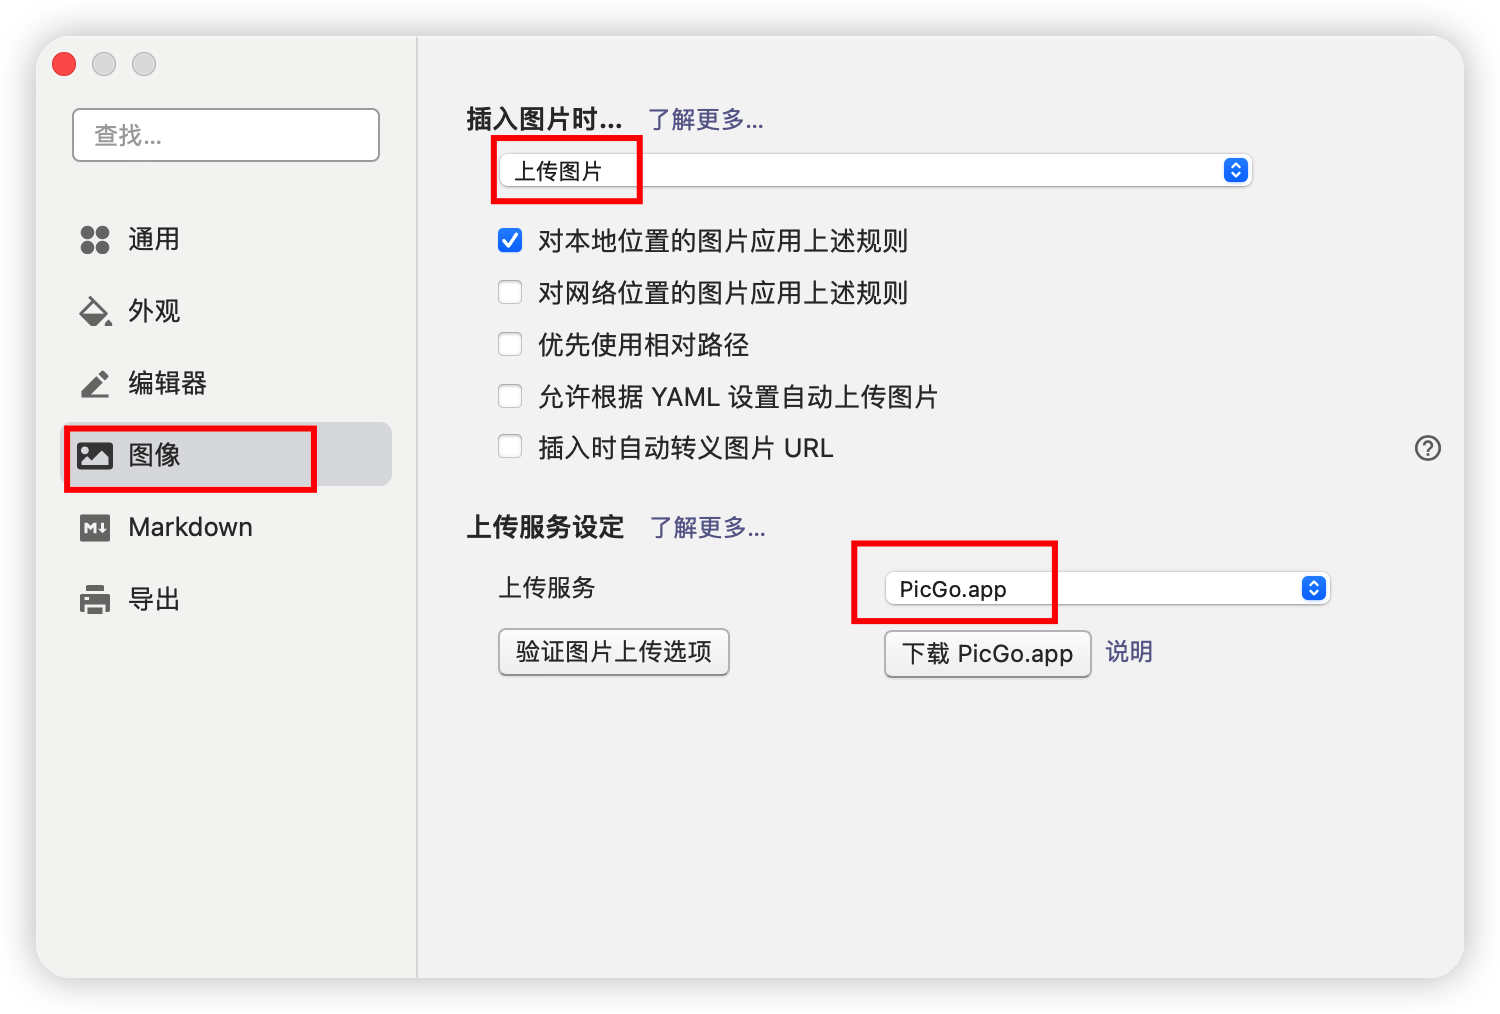 查找...
通用
外观
编辑器
图像
Markdown
导出
插入图片时... 了解更多...
上传图片
对本地位置的图片应用上述规则
对网络位置的图片应用上述规则
优先使用相对路径
允许根据 YAML 设置自动上传图片
插入时自动转义图片 URL
上传服务设定 了解更多...
上传服务 PicGo.app
验证图片上传选项 下载 PicGo.app 说明